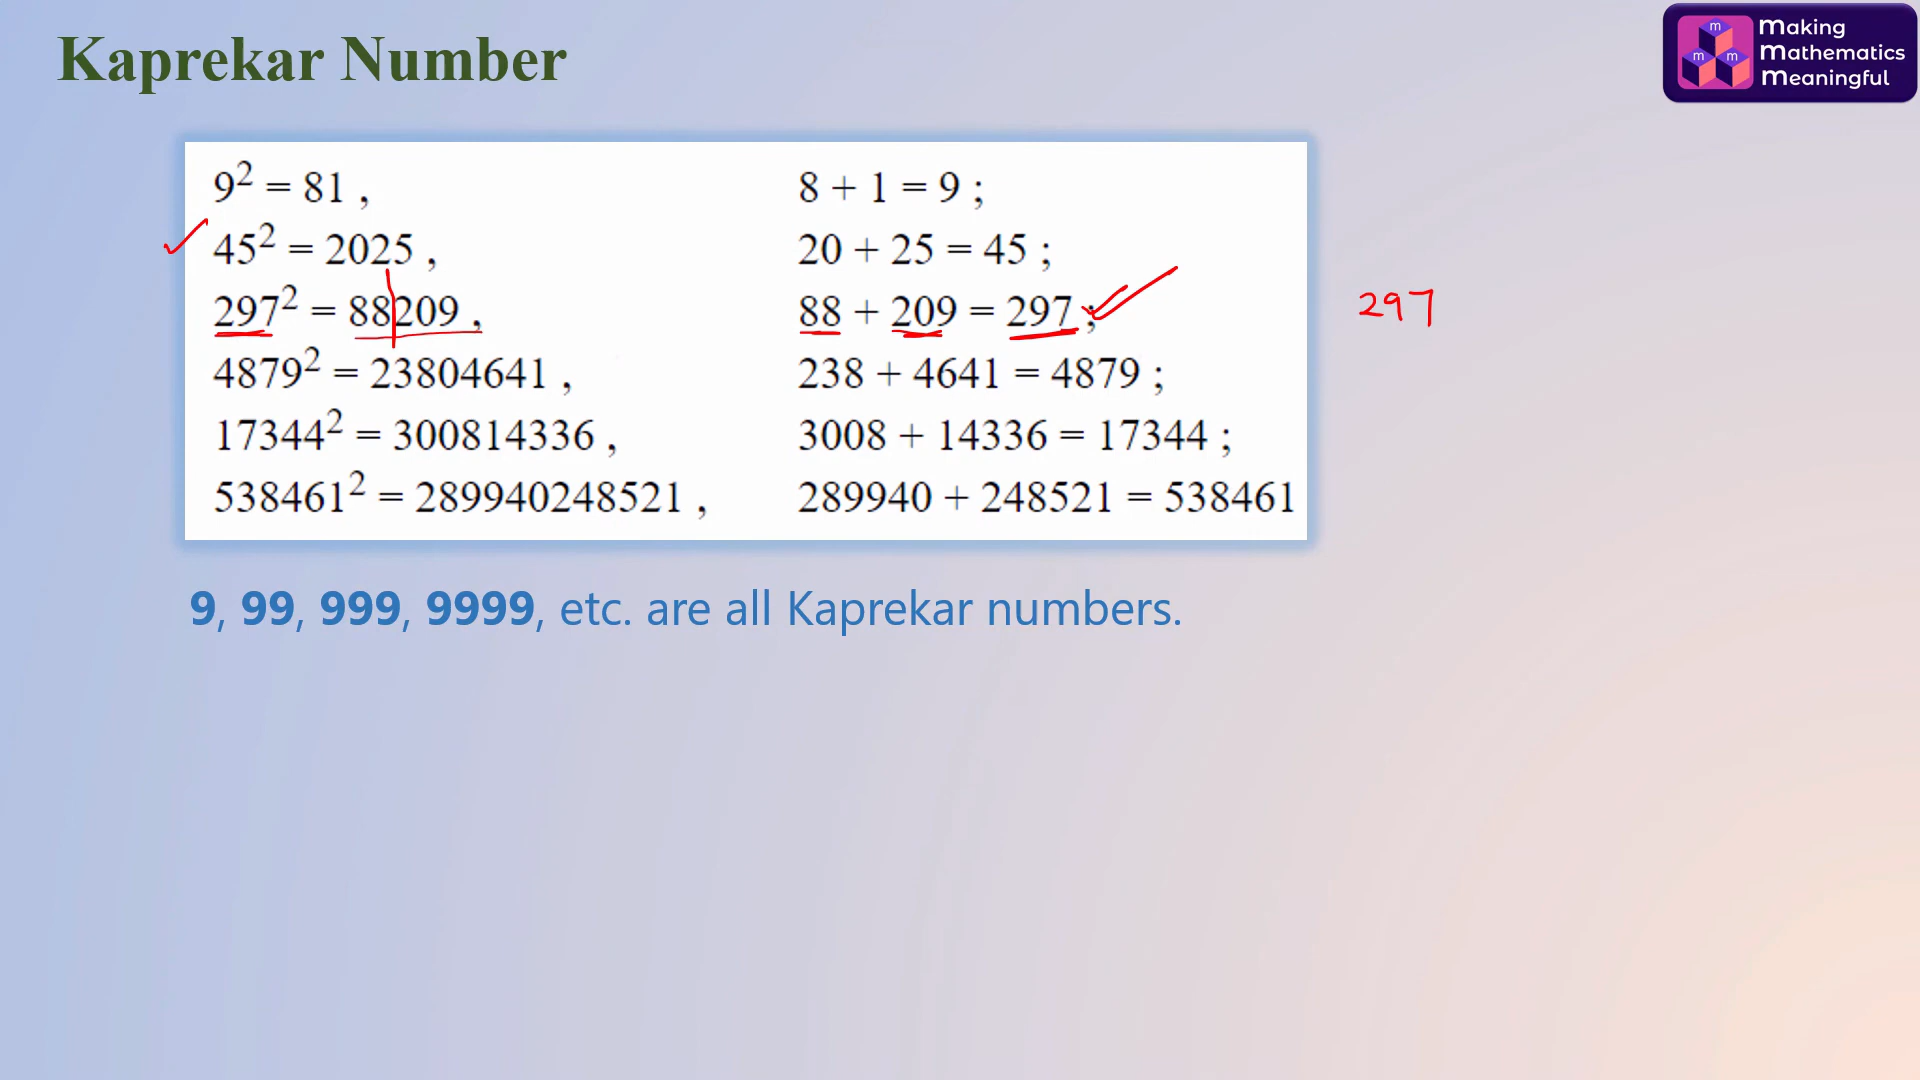 Kaprekar Number
making
mathematics
meaningful
m
m m
9² = 81 , 8 + 1 = 9 ;
45² = 2025 , 20 + 25 = 45 ;
297² = 88209 , 88 + 209 = 297 ; 297
4879² = 23804641 , 238 + 4641 = 4879 ;
17344² = 300814336 , 3008 + 14336 = 17344 ;
538461² = 289940248521 , 289940 + 248521 = 538461
9, 99, 999, 9999, etc. are all Kaprekar numbers.